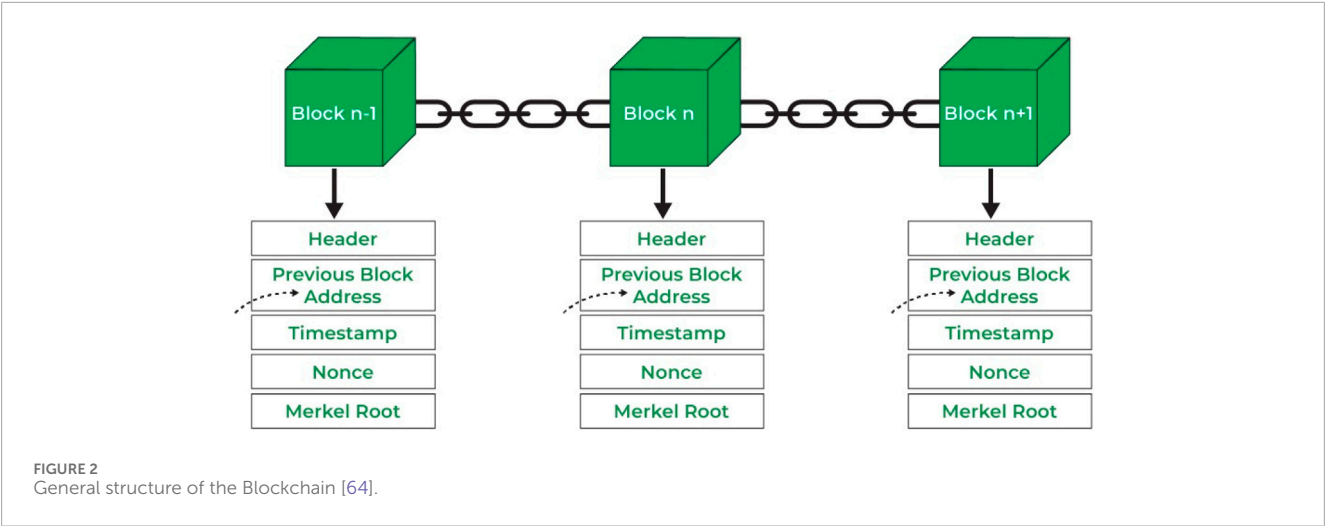 Block n-1
Block n
Block n+1
Header
Previous Block
Address
Timestamp
Nonce
Merkel Root
Header
Previous Block
Address
Timestamp
Nonce
Merkel Root
Header
Previous Block
Address
Timestamp
Nonce
Merkel Root
FIGURE 2
General structure of the Blockchain [64].